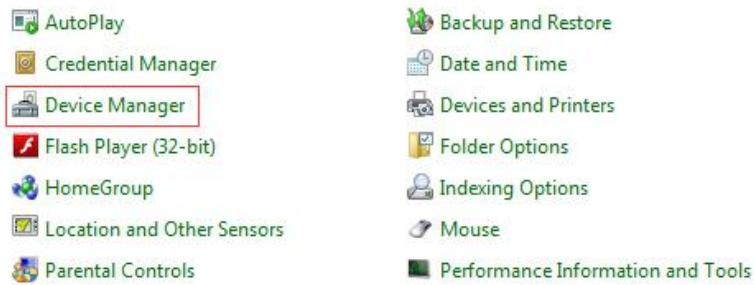 AutoPlay
Backup and Restore
Credential Manager
Date and Time
Device Manager
Devices and Printers
Flash Player (32-bit)
Folder Options
HomeGroup
Indexing Options
Location and Other Sensors
Mouse
Parental Controls
Performance Information and Tools